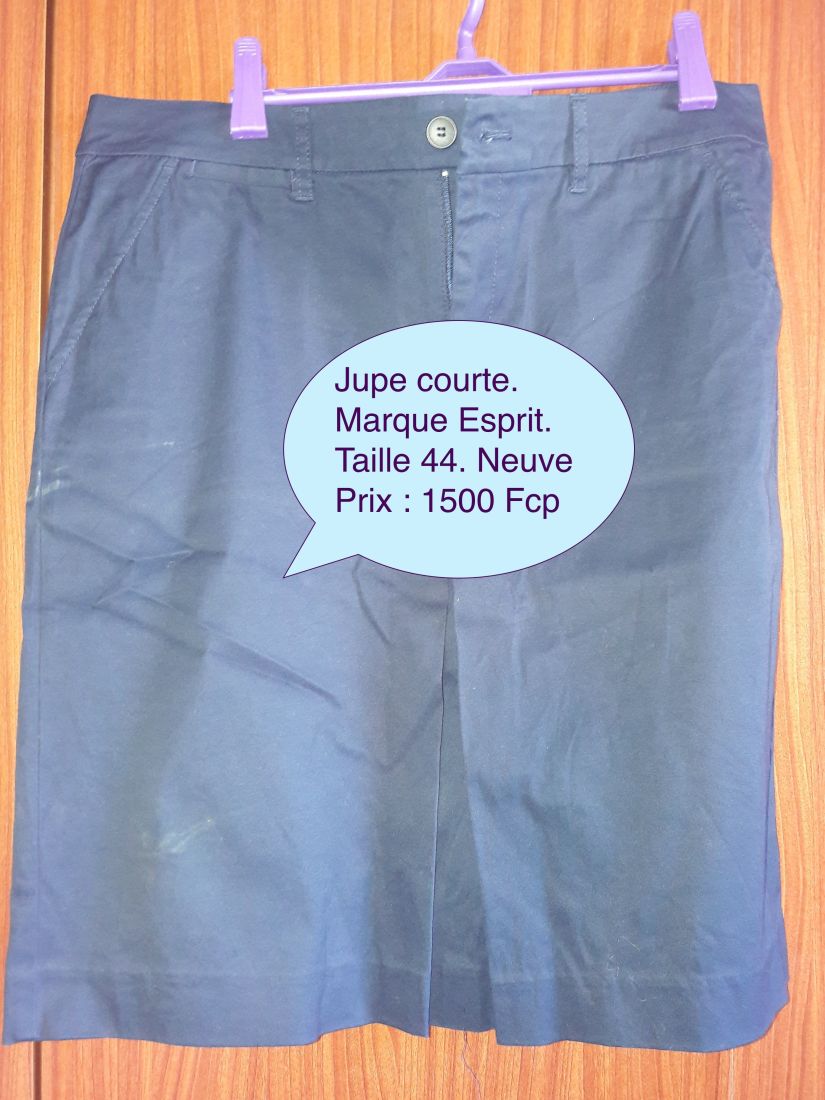 Jupe courte.
Marque Esprit.
Taille 44. Neuve
Prix : 1500 Fcp